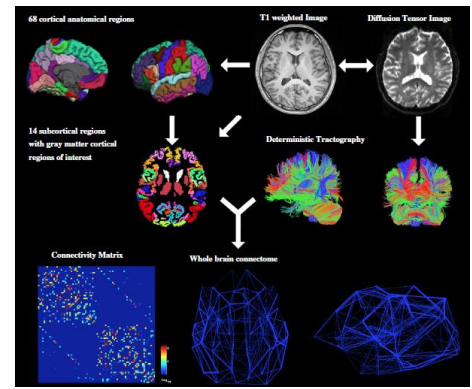 68 cortical anatomical regions
T1 weighted Image
Diffusion Tensor Image
14 subcortical regions
with gray matter cortical
regions of interest
Deterministic Tractography
Connectivity Matrix
Whole brain connectome